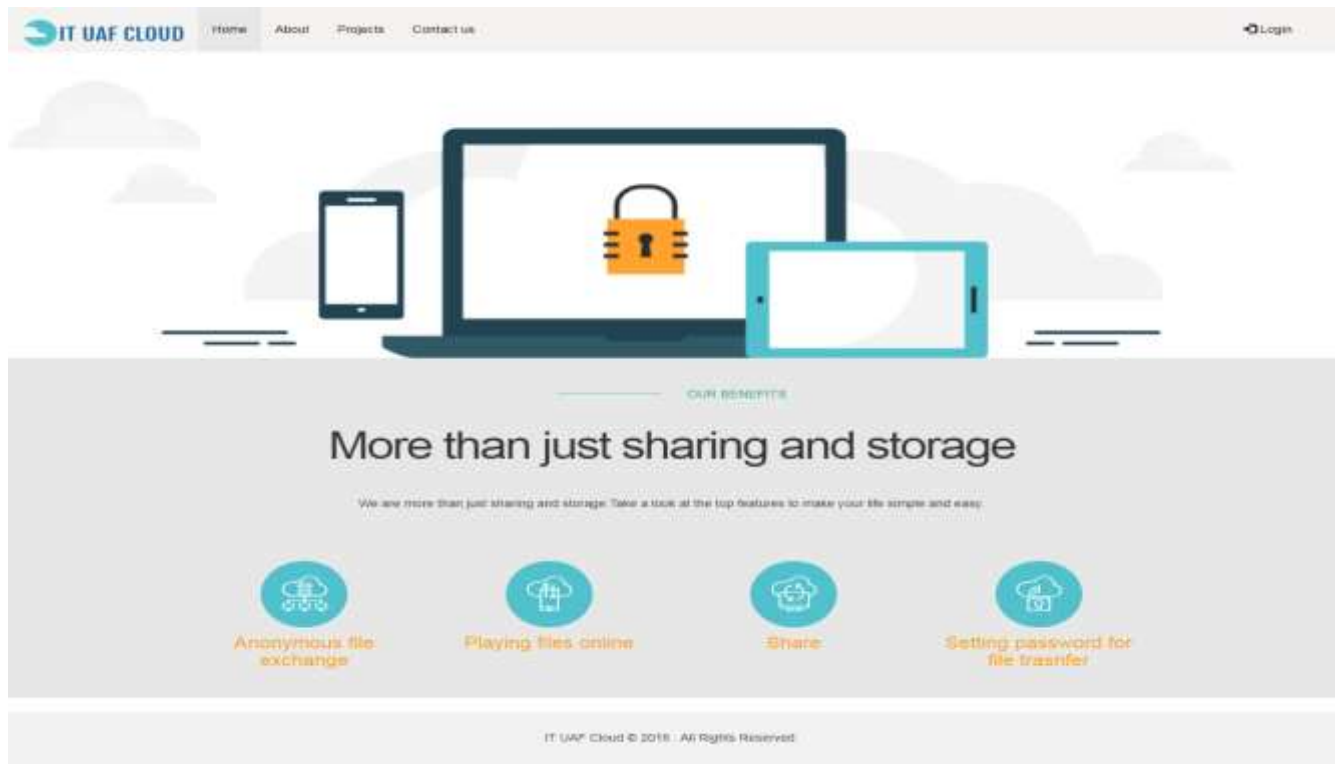 IT UAF CLOUD
Home
About
Projects
Contact us
Login
OUR BENEFITS
More than just sharing and storage
We are more than just sharing and storage Take a look at the top features to make your life simple and easy
Anonymous file
exchange
Playing files online
Share
Setting password for
file trasnfer
IT UAF Cloud © All Rights Reserved